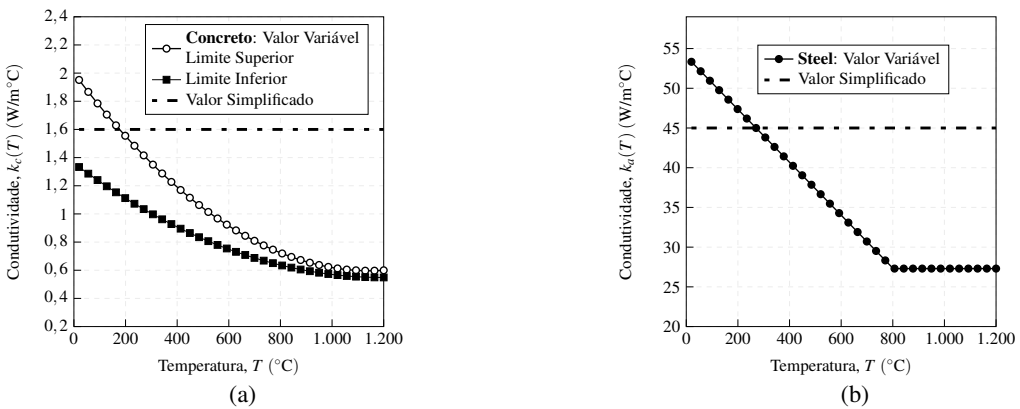 2,4
2,2
2
1,8
1,6
1,4
1,2
1
0,8
0,6
0,4
0,2
0
200
400
600
800
1.000
1.200
Condutividade, k_c(T) (W/m°C)
Temperatura, T (°C)
Concreto: Valor Variável
Limite Superior
Limite Inferior
Valor Simplificado
(a)
55
50
45
40
35
30
25
20
0
200
400
600
800
1.000
1.200
Condutividade, k_a(T) (W/m°C)
Temperatura, T (°C)
Steel: Valor Variável
Valor Simplificado
(b)